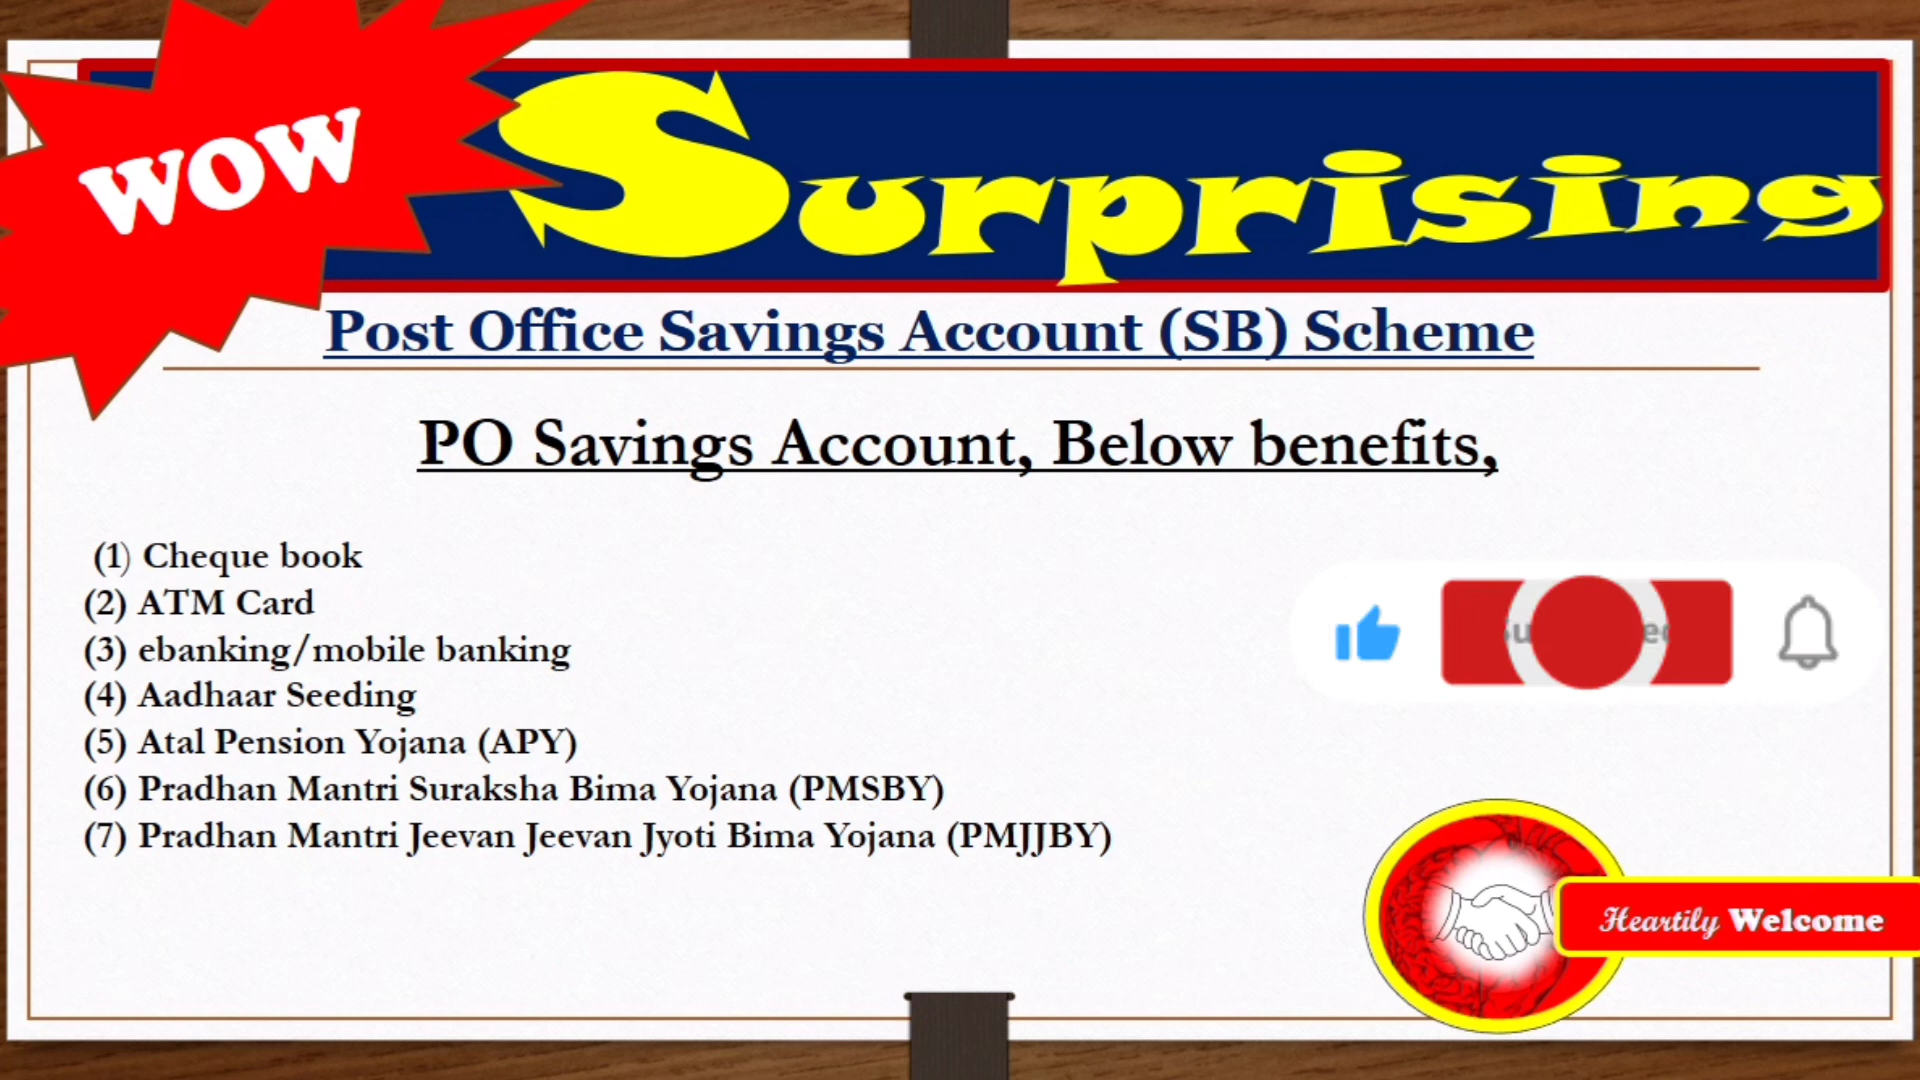 WOW
Surprising
Post Office Savings Account (SB) Scheme
PO Savings Account, Below benefits,
(1) Cheque book
(2) ATM Card
(3) ebanking/mobile banking
(4) Aadhaar Seeding
(5) Atal Pension Yojana (APY)
(6) Pradhan Mantri Suraksha Bima Yojana (PMSBY)
(7) Pradhan Mantri Jeevan Jeevan Jyoti Bima Yojana (PMJJBY)
Heartily Welcome